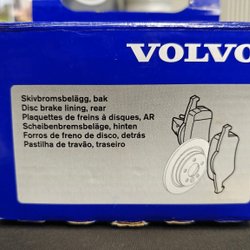 VOLVO
Skivbromsbelägg, bak
Disc brake lining, rear
Plaquettes de freins à disques, AR
Scheibenbremsbeläge, hinten
Forros de freno de disco, detrás
Pastilha de travão, traseiro